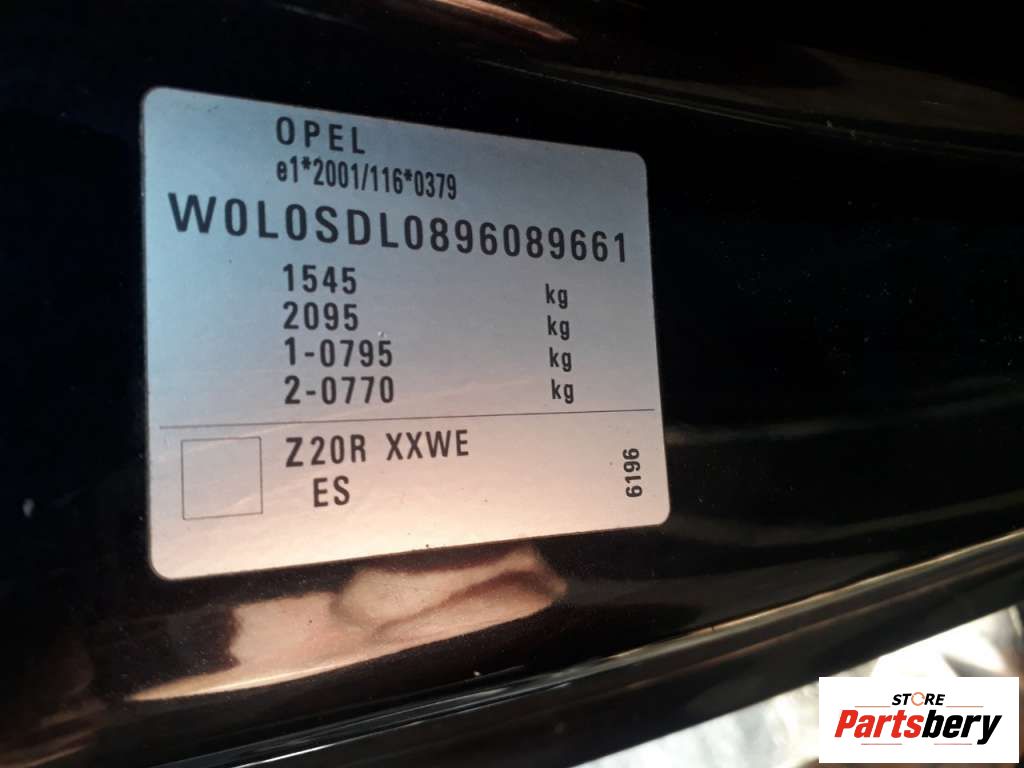 OPEL
e1*2001/116*0379
W0L0SDL0896089661
1545 kg
2095 kg
1-0795 kg
2-0770 kg
Z20R XXWE
ES
6196
STORE
Partsbery